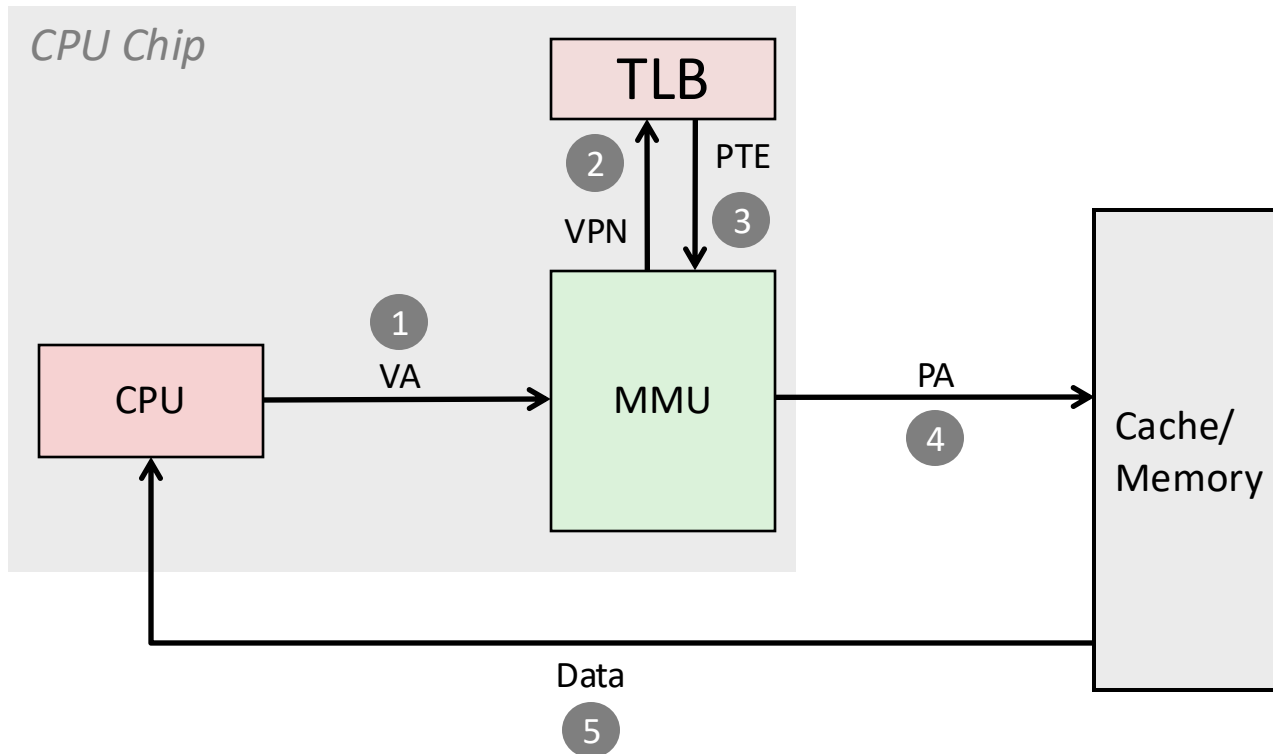 CPU Chip
TLB
2
PTE
VPN
3
1
VA
CPU
MMU
PA
4
Cache/
Memory
Data
5